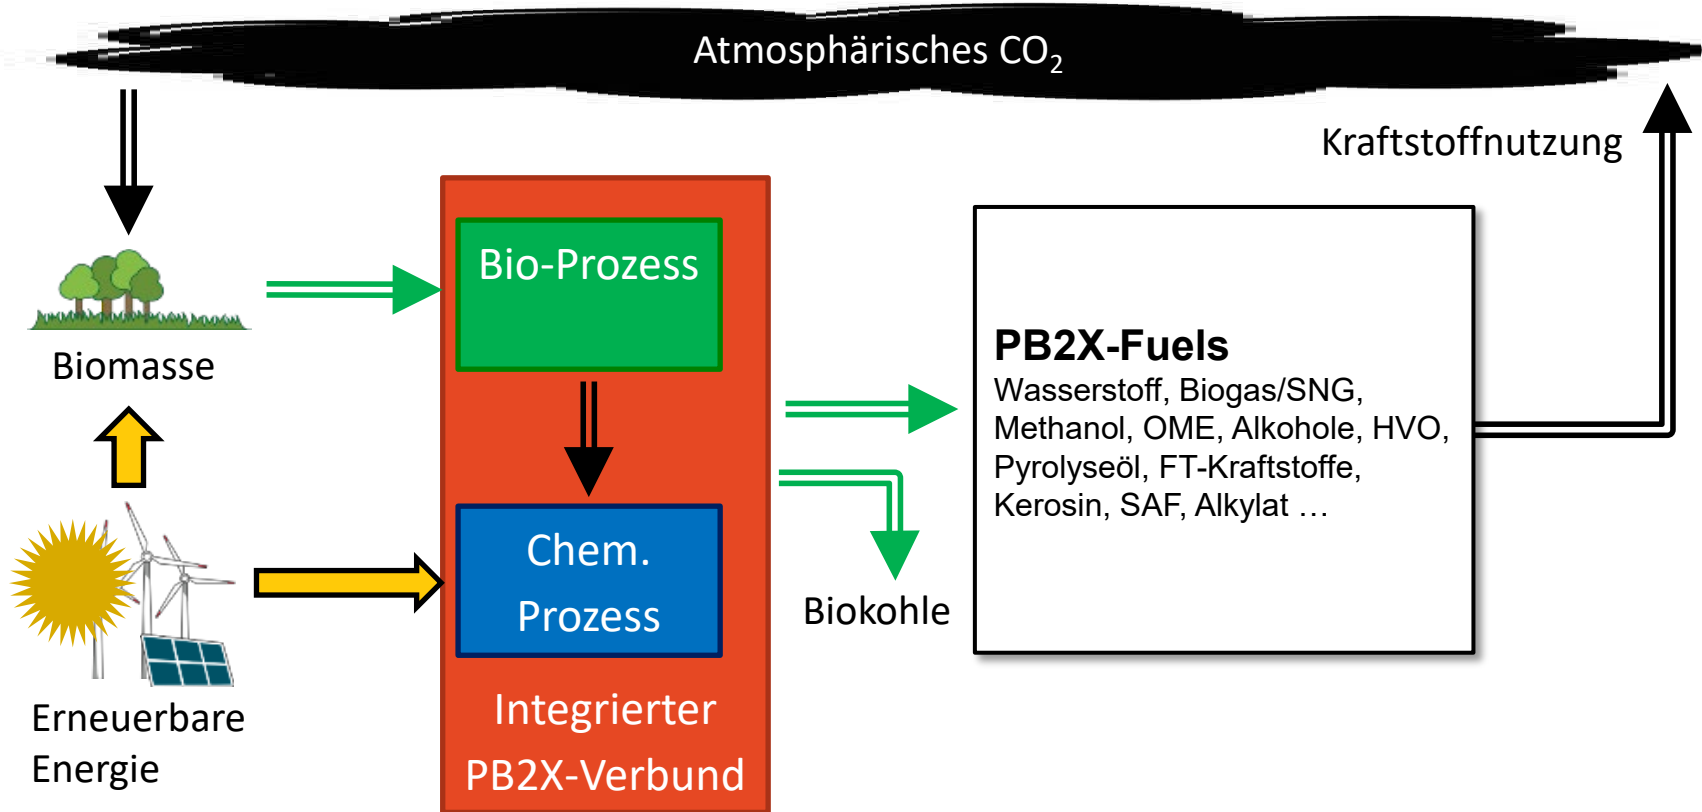 Atmosphärisches CO₂
Kraftstoffnutzung
Bio-Prozess
Biomasse
PB2X-Fuels
Wasserstoff, Biogas/SNG,
Methanol, OME, Alkohole, HVO,
Pyrolyseöl, FT-Kraftstoffe,
Kerosin, SAF, Alkylat …
Chem.
Prozess
Biokohle
Erneuerbare
Energie
Integrierter
PB2X-Verbund